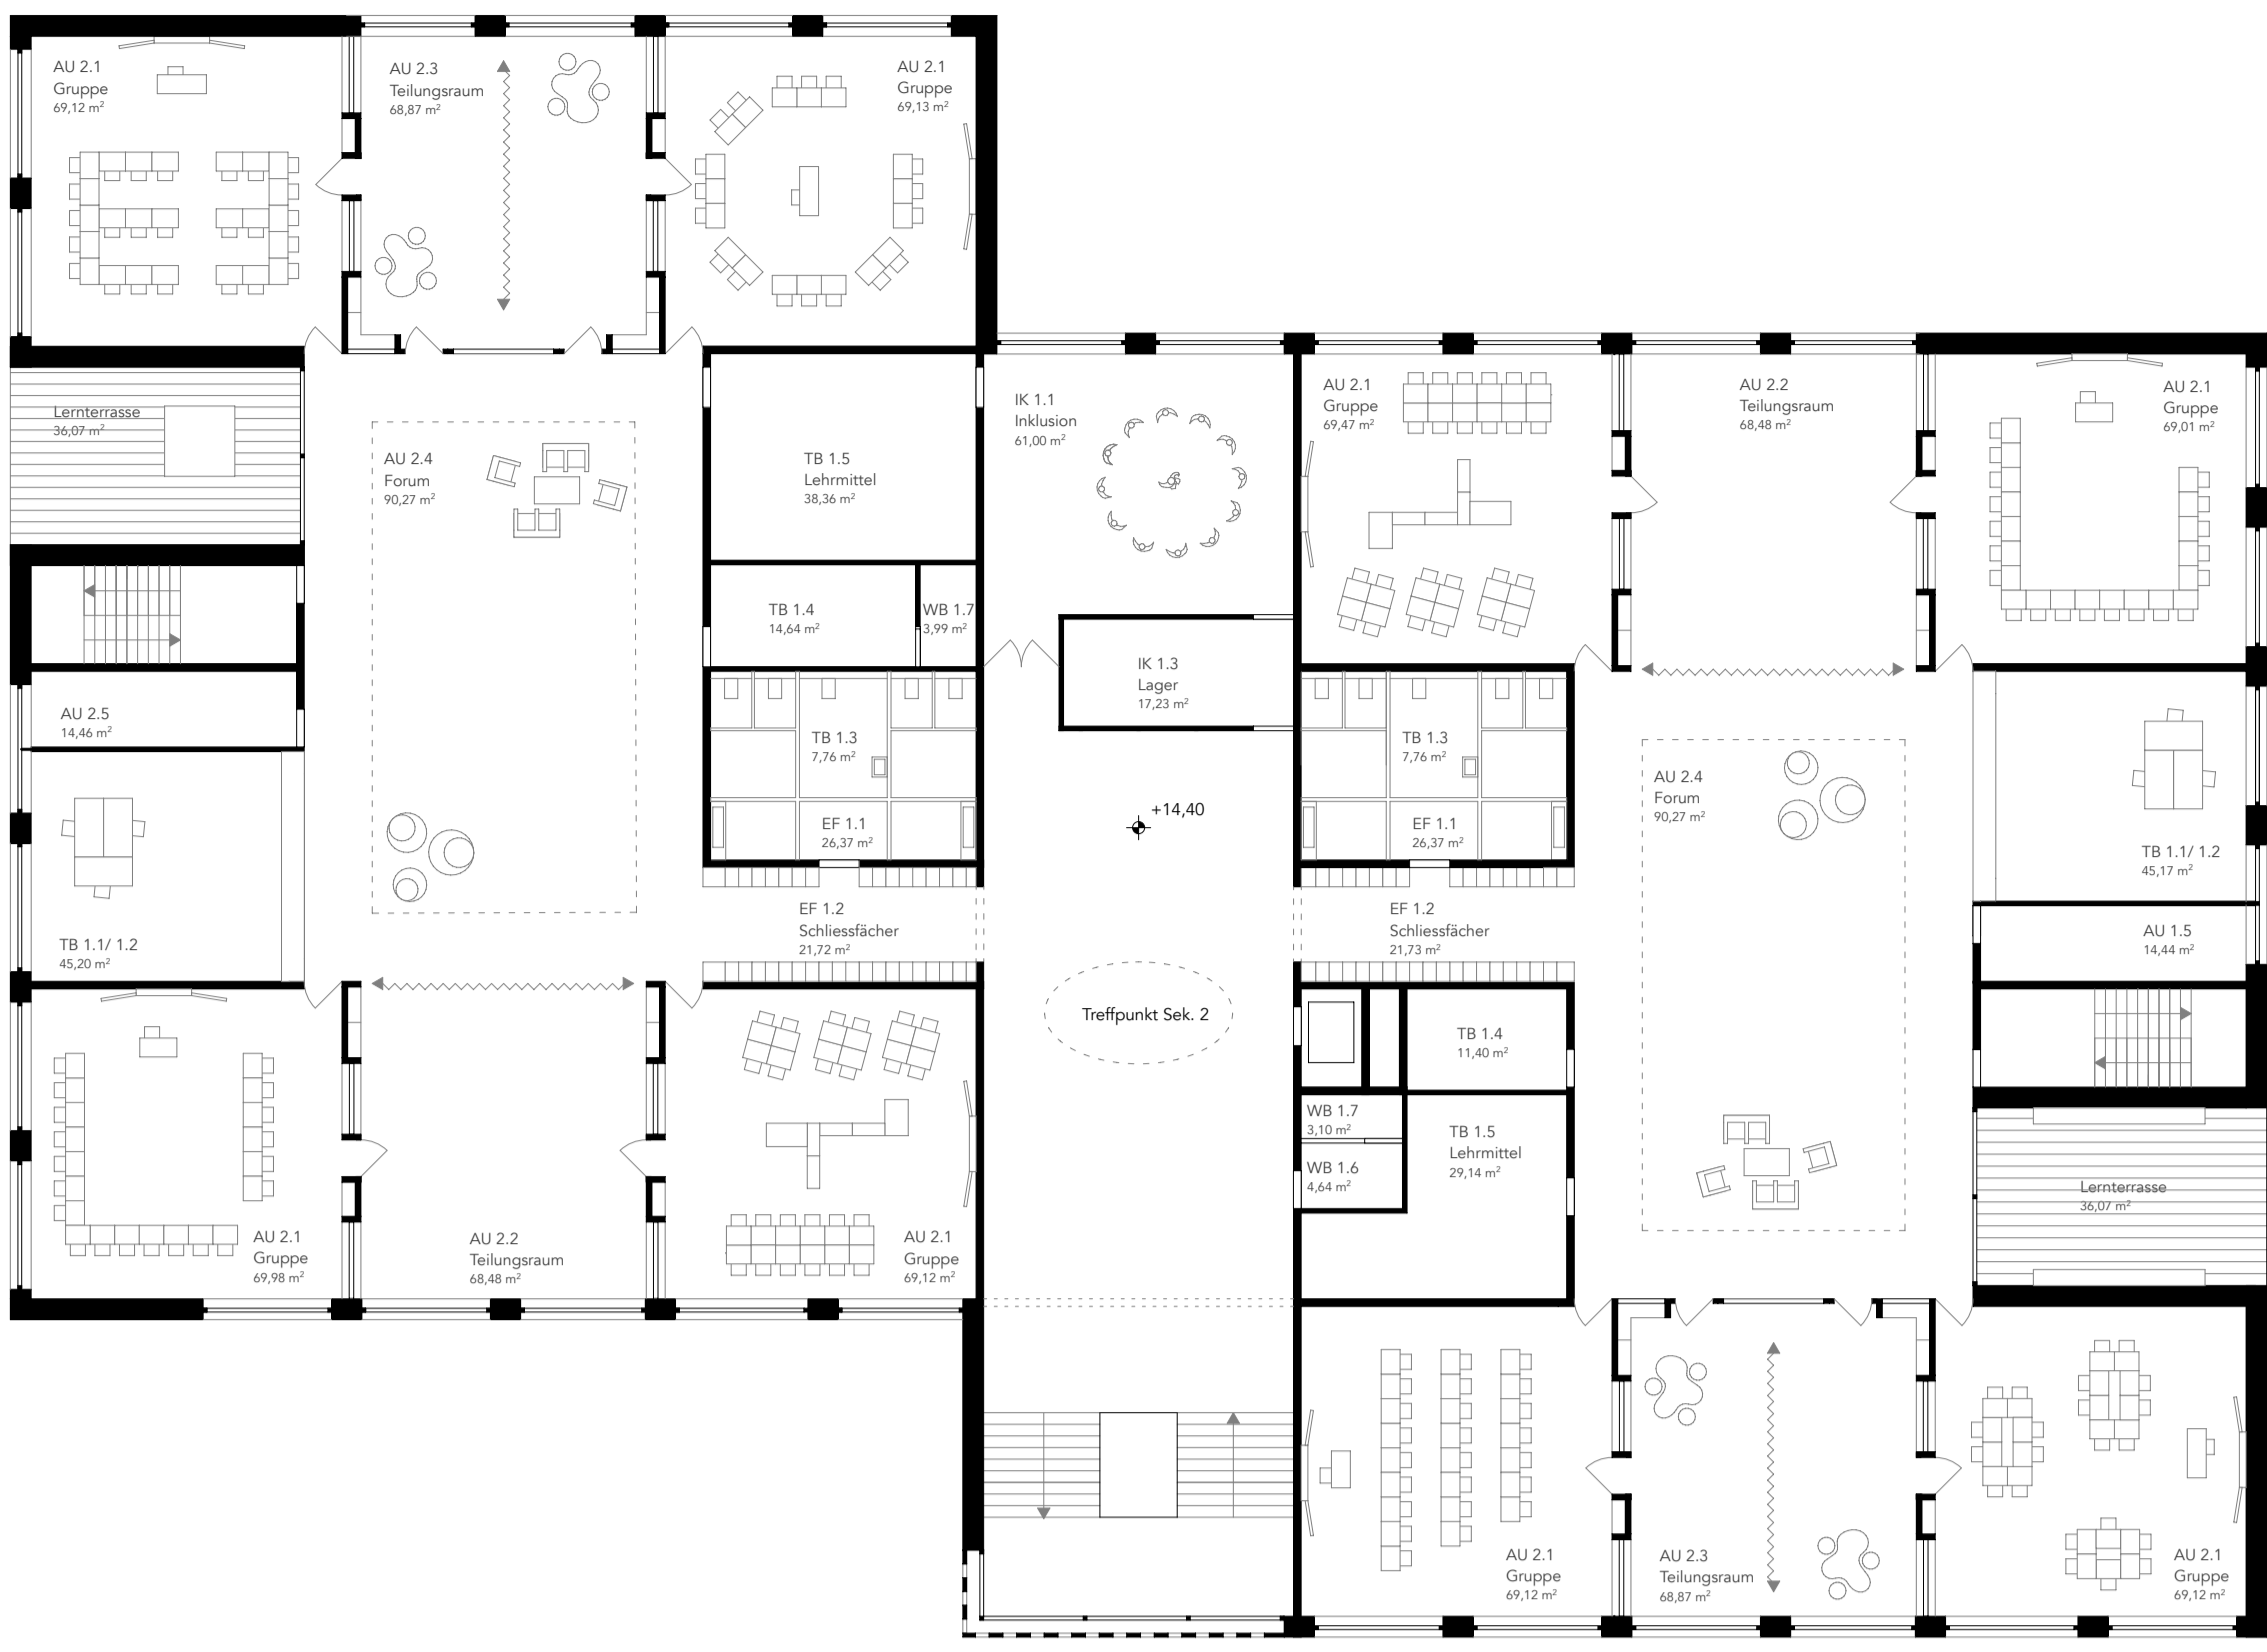 AU 2.1
Gruppe
69,12 m²
AU 2.3
Teilungsraum
68,87 m²
AU 2.1
Gruppe
69,13 m²
Lernterrasse
36,07 m²
AU 2.4
Forum
90,27 m²
TB 1.5
Lehrmittel
38,36 m²
IK 1.1
Inklusion
61,00 m²
AU 2.1
Gruppe
69,47 m²
AU 2.2
Teilungsraum
68,48 m²
AU 2.1
Gruppe
69,01 m²
TB 1.4
14,64 m²
WB 1.7
3,99 m²
IK 1.3
Lager
17,23 m²
AU 2.5
14,46 m²
TB 1.3
7,76 m²
TB 1.3
7,76 m²
AU 2.4
Forum
90,27 m²
+14,40
EF 1.1
26,37 m²
EF 1.1
26,37 m²
TB 1.1/ 1.2
45,17 m²
TB 1.1/ 1.2
45,20 m²
EF 1.2
Schliessfächer
21,72 m²
EF 1.2
Schliessfächer
21,73 m²
AU 1.5
14,44 m²
Treffpunkt Sek. 2
TB 1.4
11,40 m²
WB 1.7
3,10 m²
TB 1.5
Lehrmittel
29,14 m²
WB 1.6
4,64 m²
Lernterrasse
36,07 m²
AU 2.1
Gruppe
69,98 m²
AU 2.2
Teilungsraum
68,48 m²
AU 2.1
Gruppe
69,12 m²
AU 2.1
Gruppe
69,12 m²
AU 2.3
Teilungsraum
68,87 m²
AU 2.1
Gruppe
69,12 m²